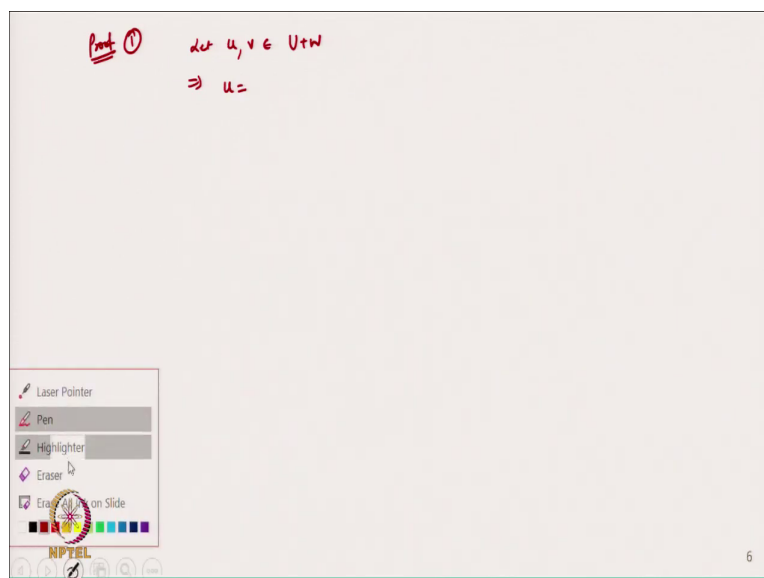 Proof ① Let u, v ∈ U+W
⇒ u =
Laser Pointer
Pen
Highlighter
Eraser
Erase All Ink on Slide
NPTEL
6